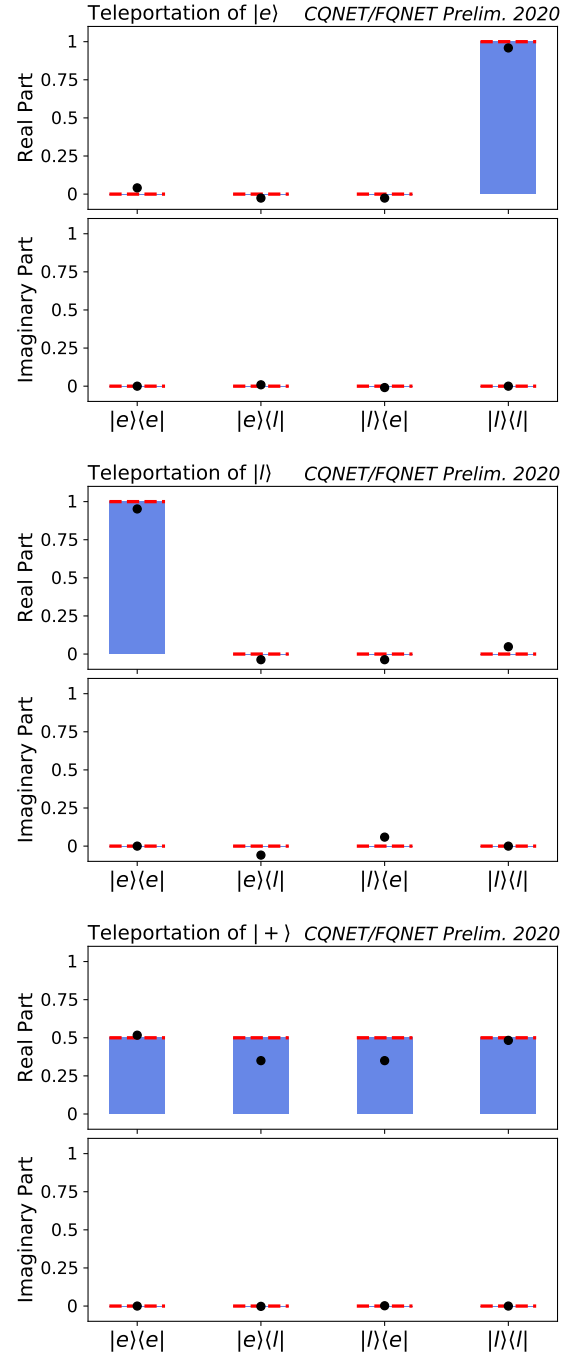 Teleportation of |e⟩ CQNET/FQNET Prelim. 2020
Real Part
1
0.75
0.5
0.25
0
Imaginary Part
1
0.75
0.5
0.25
0
|e⟩⟨e| |e⟩⟨l| |l⟩⟨e| |l⟩⟨l|
Teleportation of |l⟩ CQNET/FQNET Prelim. 2020
Real Part
1
0.75
0.5
0.25
0
Imaginary Part
1
0.75
0.5
0.25
0
|e⟩⟨e| |e⟩⟨l| |l⟩⟨e| |l⟩⟨l|
Teleportation of | + ⟩ CQNET/FQNET Prelim. 2020
Real Part
1
0.75
0.5
0.25
0
Imaginary Part
1
0.75
0.5
0.25
0
|e⟩⟨e| |e⟩⟨l| |l⟩⟨e| |l⟩⟨l|